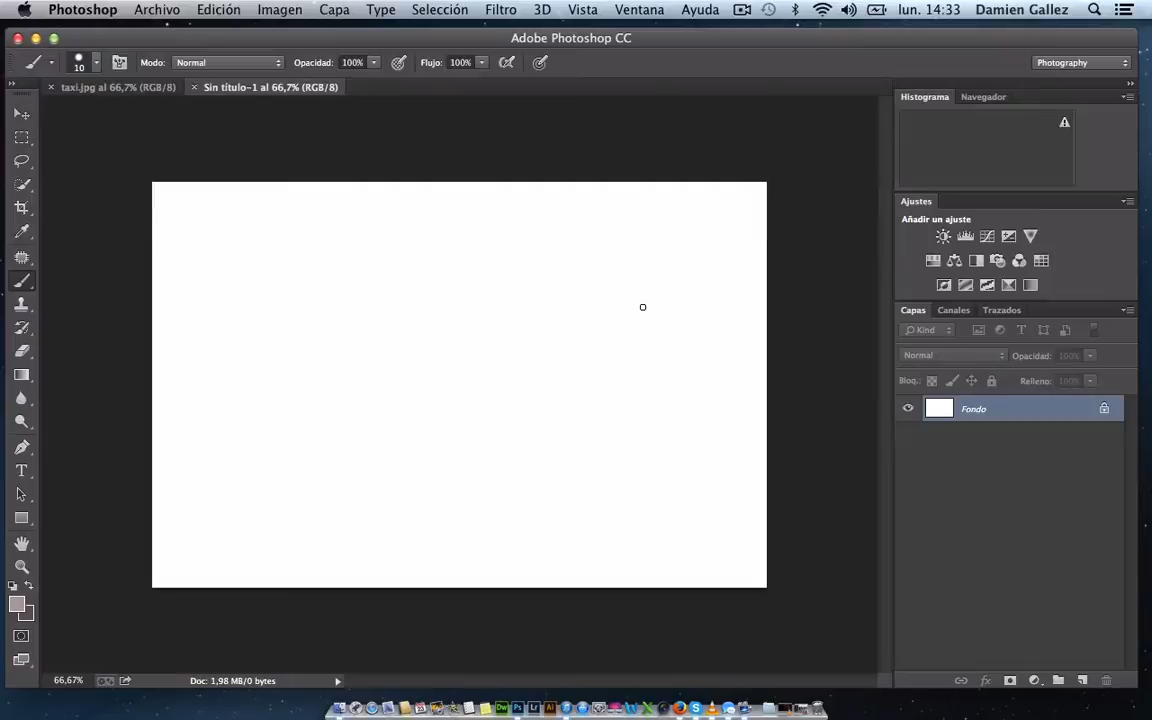 Photoshop Archivo Edición Imagen Capa Type Selección Filtro 3D Vista Ventana Ayuda lun. 14:33 Damien Gallez
Adobe Photoshop CC
10 Modo: Normal Opacidad: 100% Flujo: 100% Photography
taxi.jpg al 66,7% (RGB/8) Sin título-1 al 66,7% (RGB/8)
Histograma Navegador
Ajustes
Añadir un ajuste
Capas Canales Trazados
Kind
Normal Opacidad: 100%
Bloq.: Relleno: 100%
Fondo
66,67% Doc: 1,98 MB/0 bytes